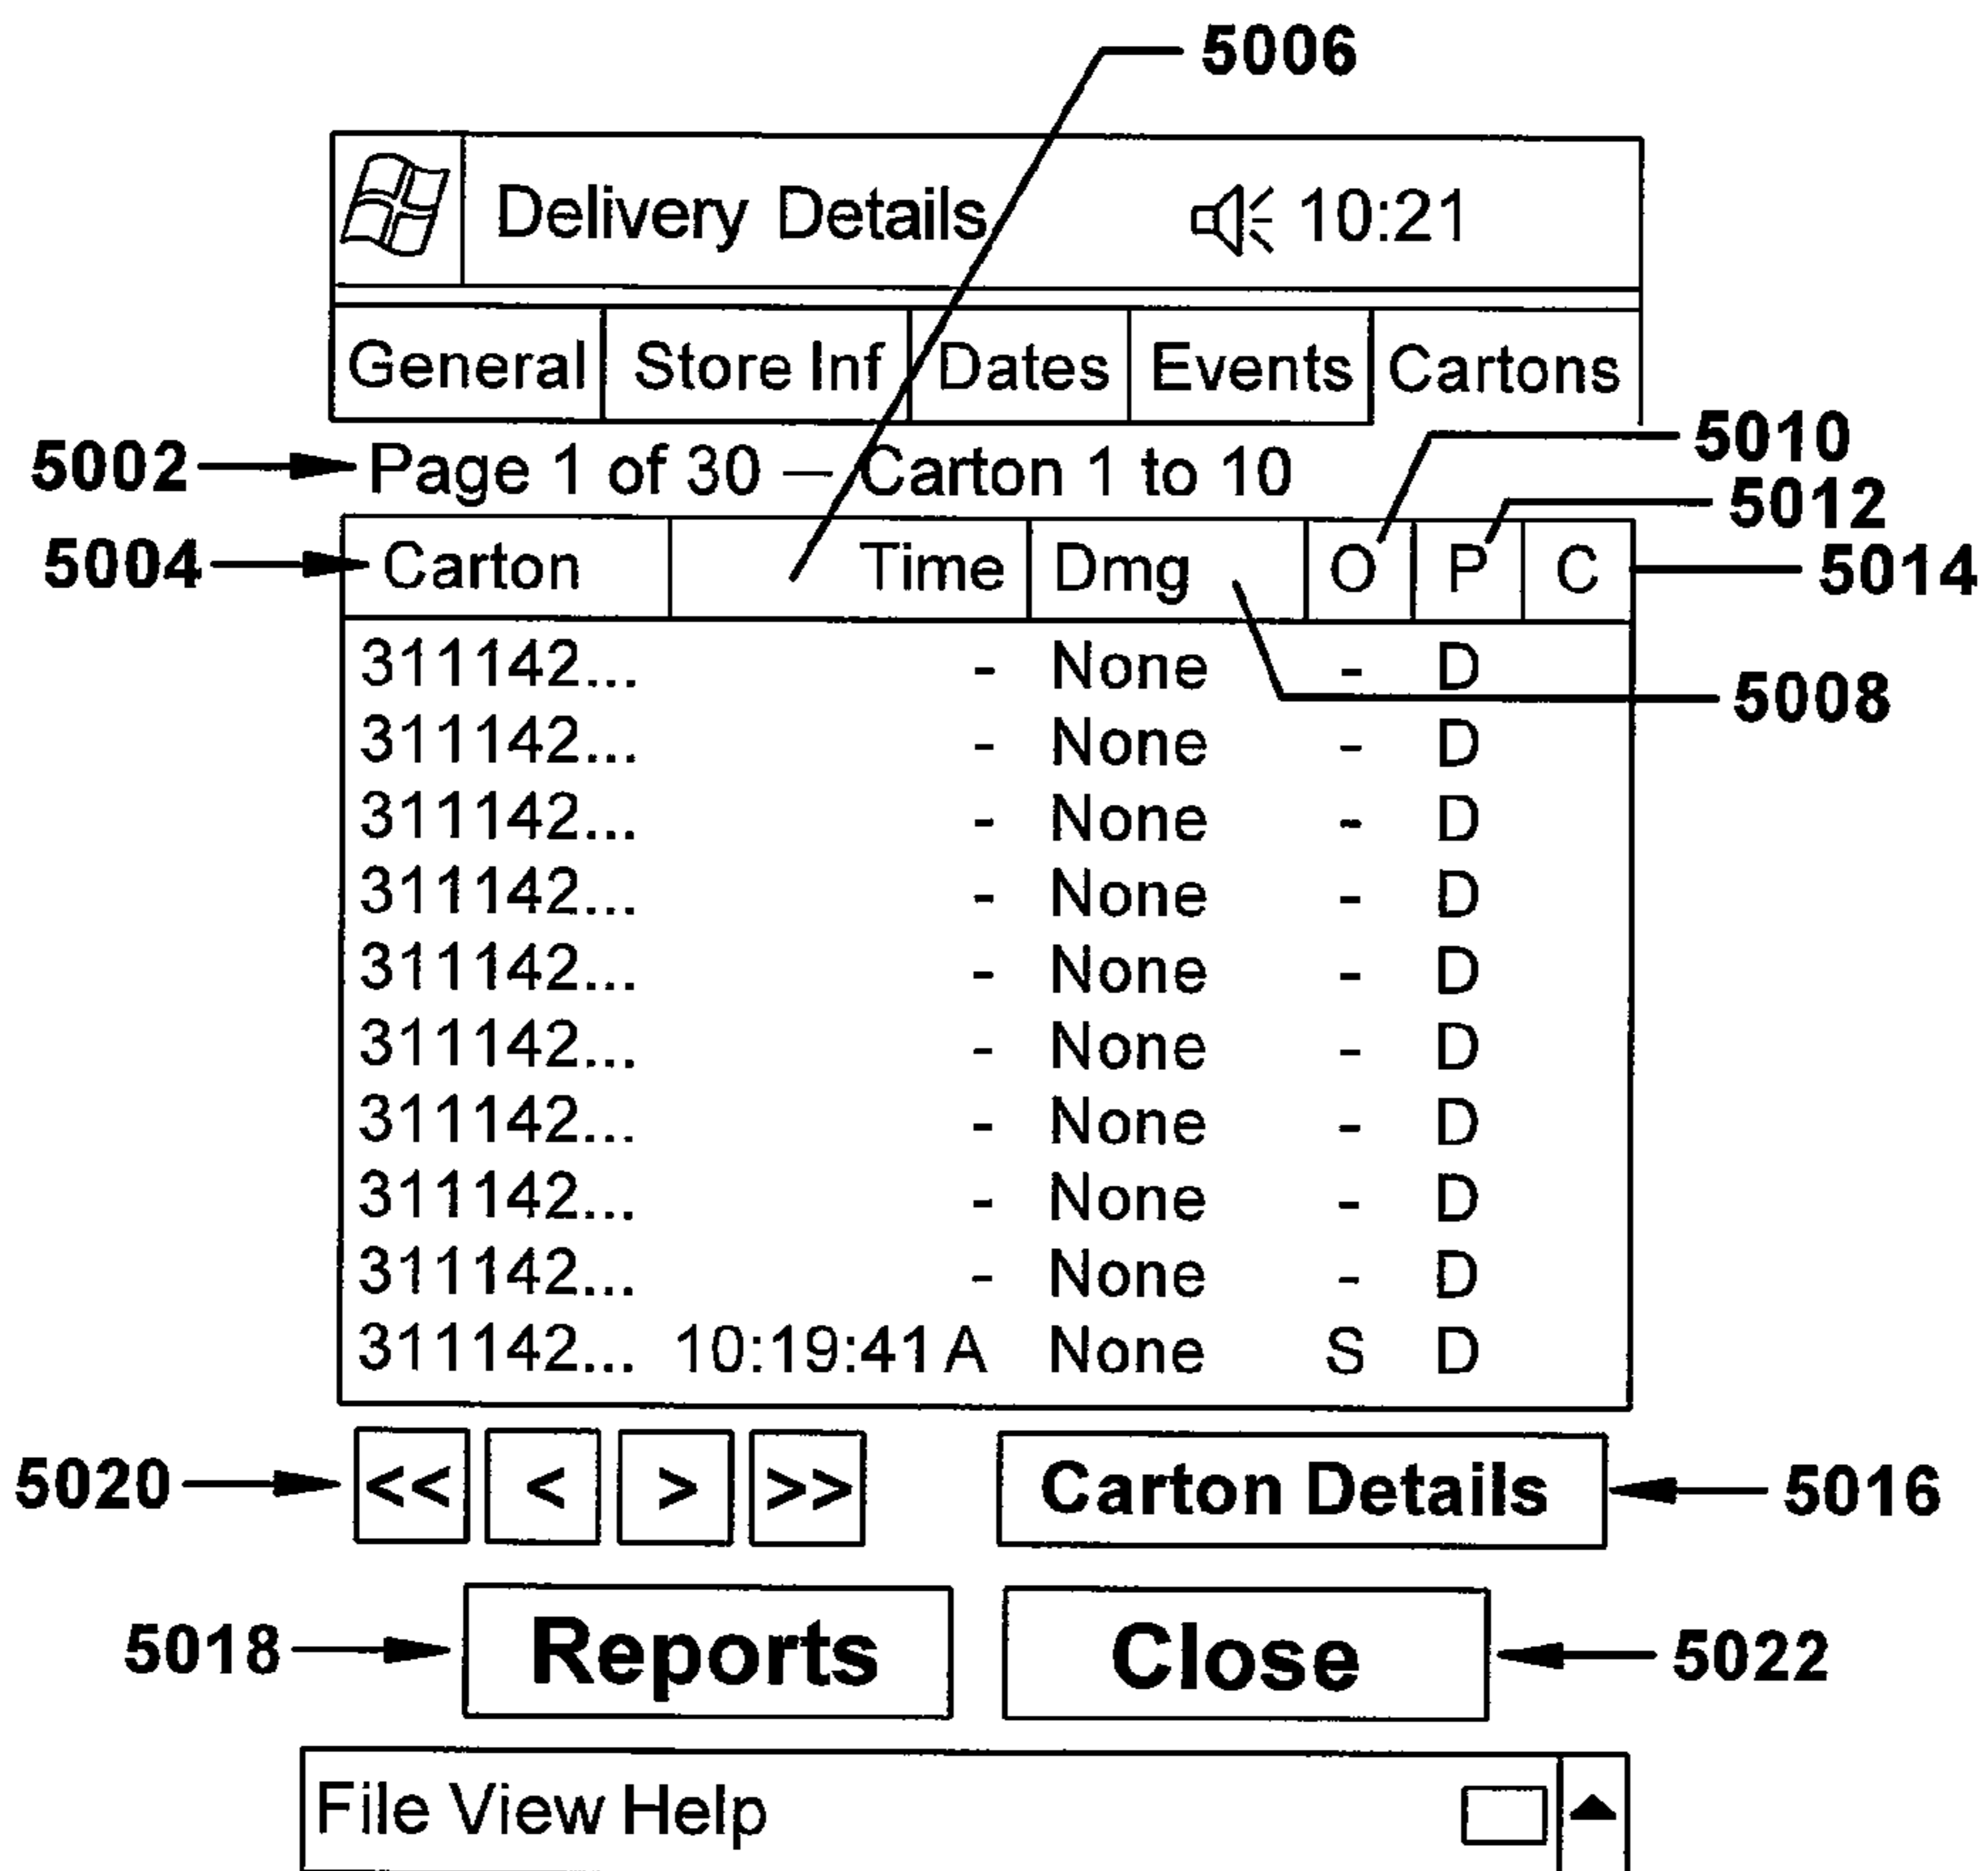 5006
Delivery Details 10:21
General Store Inf Dates Events Cartons
5010
5002 Page 1 of 30 – Carton 1 to 10
5012
5004 Carton Time Dmg O P C 5014
311142... - None - D
5008
311142... - None - D
311142... - None - D
311142... - None - D
311142... - None - D
311142... - None - D
311142... - None - D
311142... - None - D
311142... - None - D
311142... 10:19:41 A None S D
5020 << < > >> Carton Details 5016
5018 Reports Close 5022
File View Help